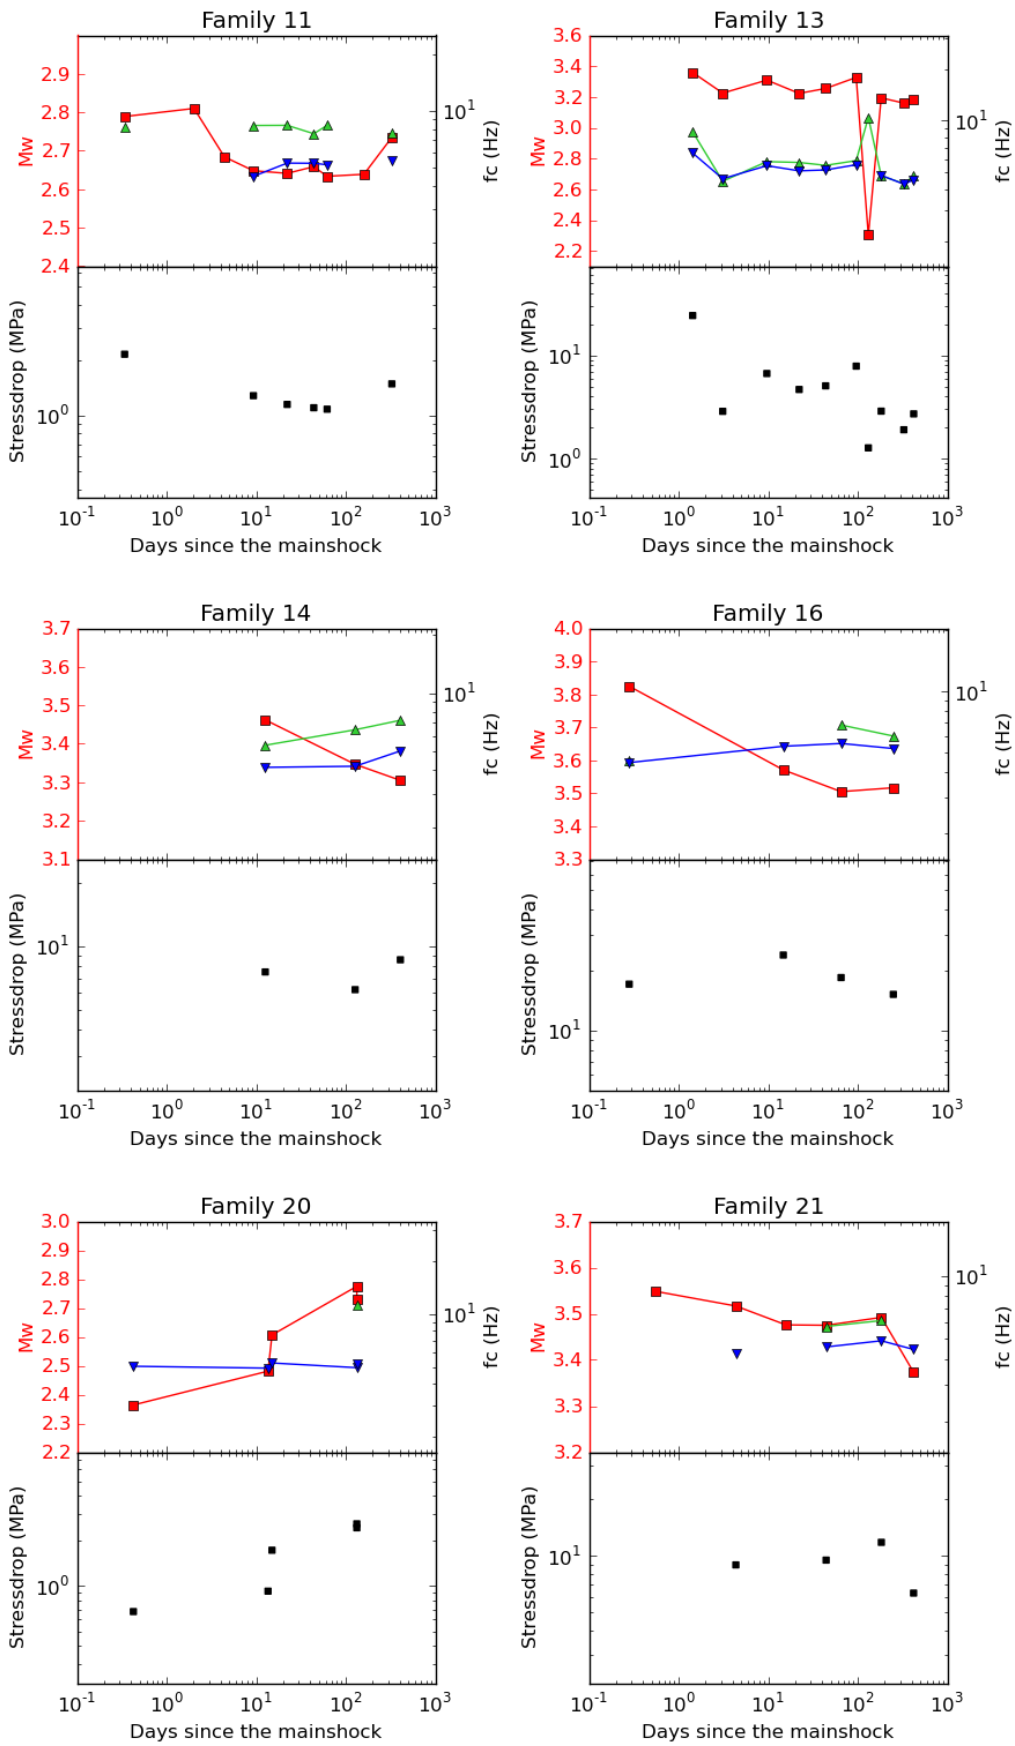 Family 11
Mw
2.9
2.8
2.7
2.6
2.5
2.4
10^1
fc (Hz)
Stressdrop (MPa)
10^0
10^-1 10^0 10^1 10^2 10^3
Days since the mainshock
Family 13
Mw
3.6
3.4
3.2
3.0
2.8
2.6
2.4
2.2
10^1
fc (Hz)
Stressdrop (MPa)
10^1
10^0
10^-1 10^0 10^1 10^2 10^3
Days since the mainshock
Family 14
Mw
3.7
3.6
3.5
3.4
3.3
3.2
3.1
10^1
fc (Hz)
Stressdrop (MPa)
10^1
10^-1 10^0 10^1 10^2 10^3
Days since the mainshock
Family 16
Mw
4.0
3.9
3.8
3.7
3.6
3.5
3.4
3.3
10^1
fc (Hz)
Stressdrop (MPa)
10^1
10^-1 10^0 10^1 10^2 10^3
Days since the mainshock
Family 20
Mw
3.0
2.9
2.8
2.7
2.6
2.5
2.4
2.3
2.2
10^1
fc (Hz)
Stressdrop (MPa)
10^0
10^-1 10^0 10^1 10^2 10^3
Days since the mainshock
Family 21
Mw
3.7
3.6
3.5
3.4
3.3
3.2
10^1
fc (Hz)
Stressdrop (MPa)
10^1
10^-1 10^0 10^1 10^2 10^3
Days since the mainshock